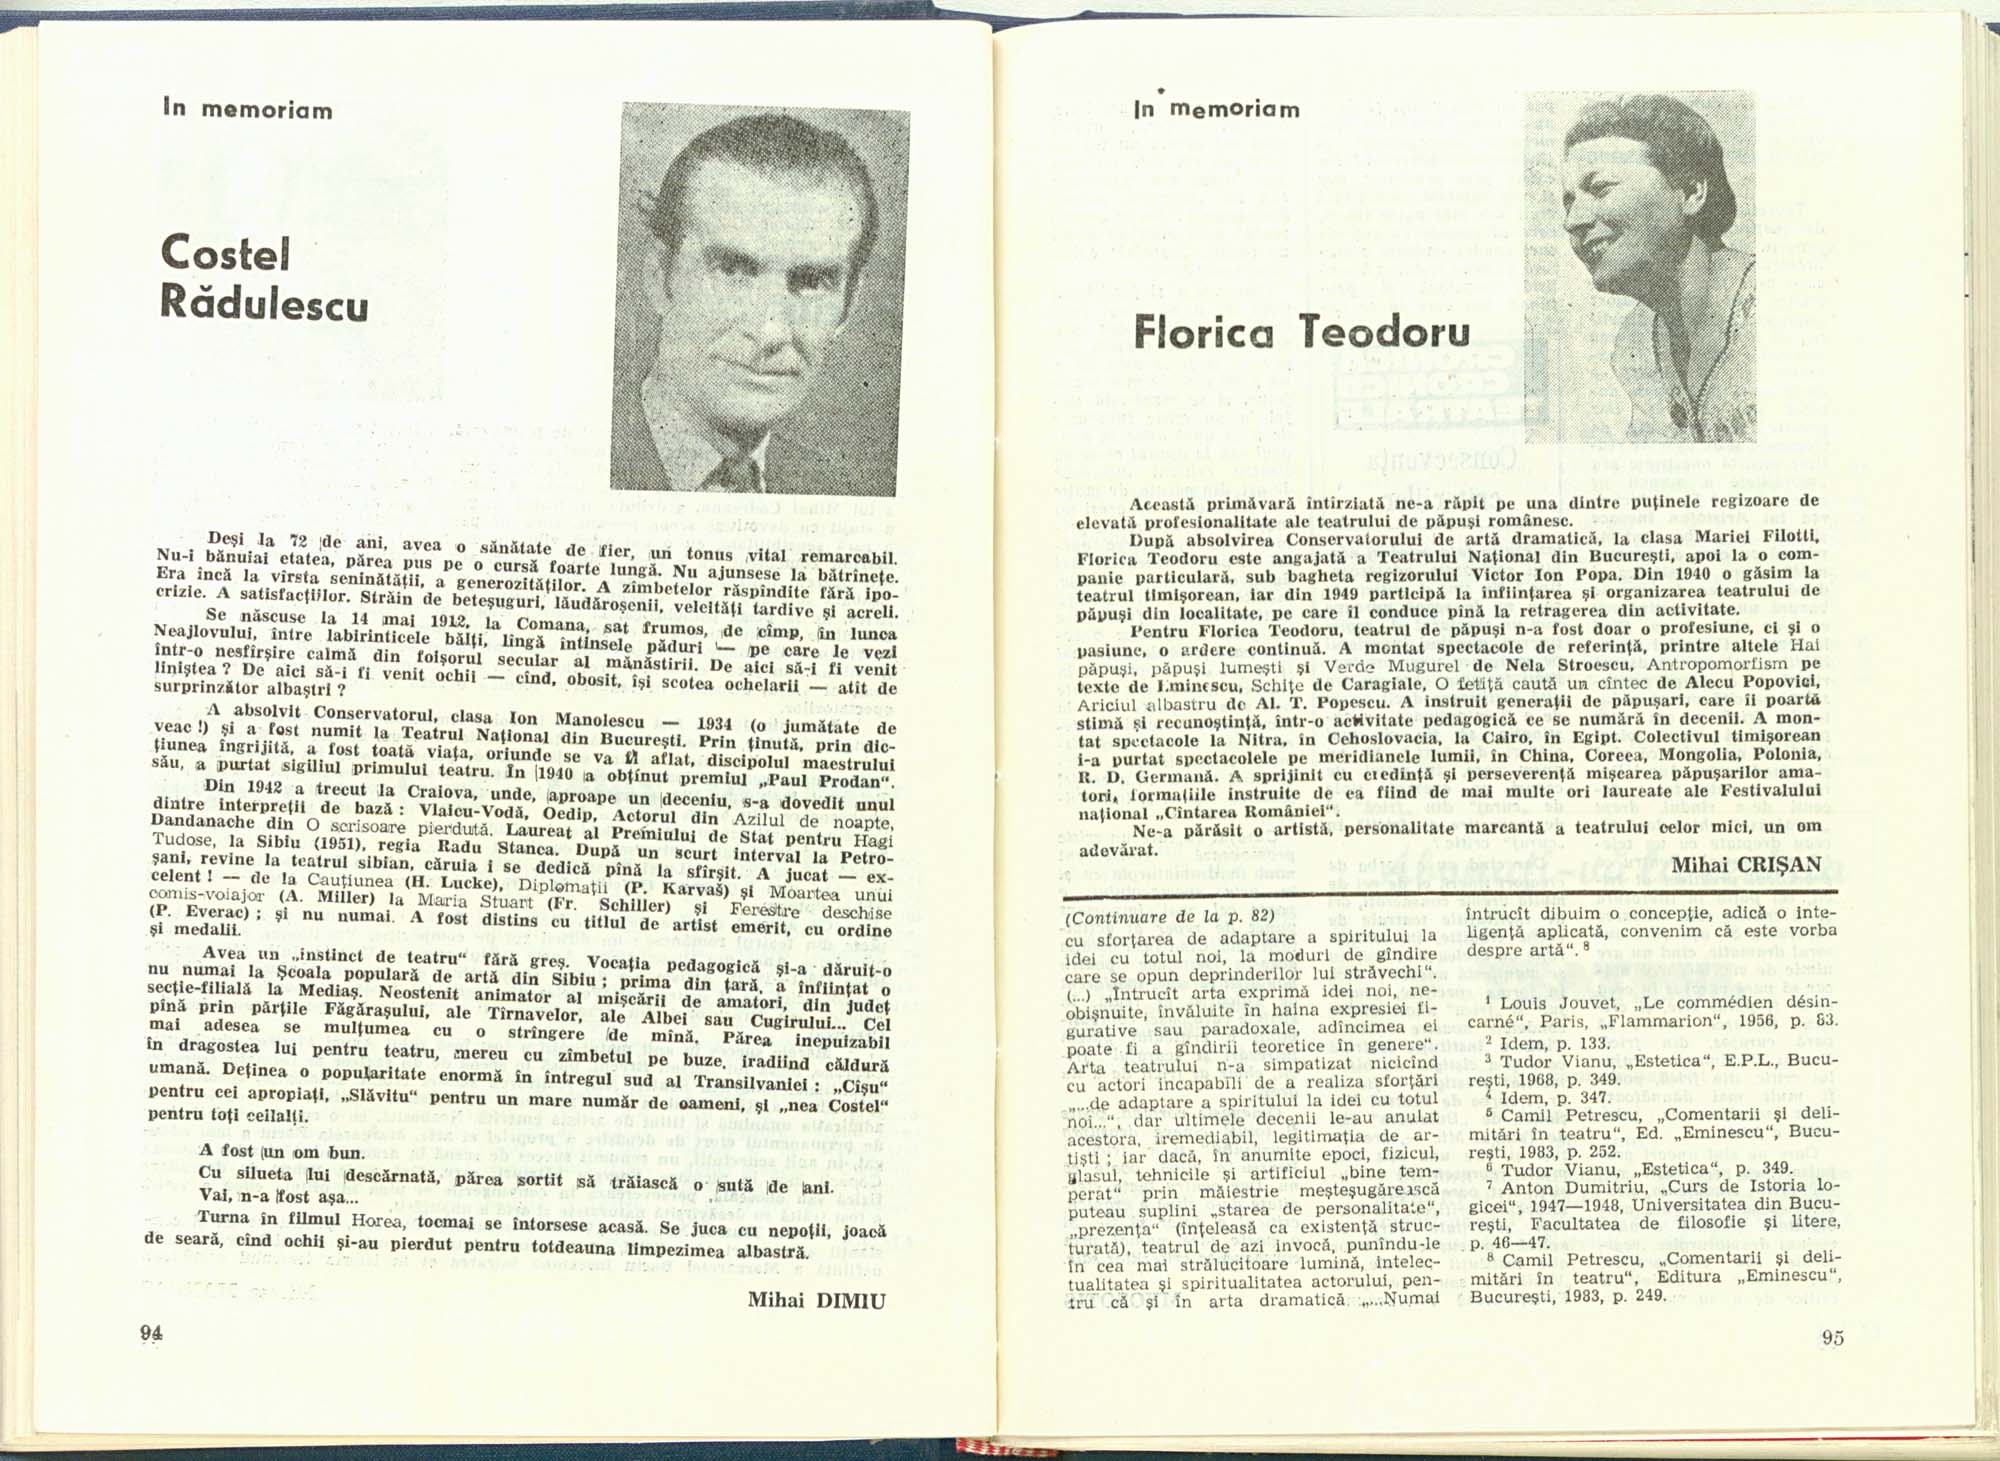 In memoriam
Costel
Rădulescu
Deși la 72 de ani, avea o sănătate de fier, un tonus vital remarcabil.
Nu-i bănuiai etatea, părea pus pe o cursă foarte lungă. Nu ajunsese la bătrinețe.
Era încă la virsta seninătății, a generozităților. A zîmbetelor răspîndite fără ipo-
crizie. A satisfacțiilor. Străin de beteșuguri, lăudăroșenii, veleități tardive și acreli.
Se născuse la 14 mai 1912, la Comana, sat frumos, de cîmp, în lunca
Neajlovului, între labirinticele bălți, lîngă întinsele păduri — pe care le vezi
într-o nesfîrșire calmă din foișorul secular al mănăstirii. De aici să-i fi venit
liniștea ? De aici să-i fi venit ochii — cînd, obosit, își scotea ochelarii — atit de
surprinzător albaștri ?
A absolvit Conservatorul, clasa Ion Manolescu — 1934 (o jumătate de
veac !) și a fost numit la Teatrul Național din București. Prin ținută, prin dic-
țiunea îngrijită, a fost toată viața, oriunde se va fi aflat, discipolul maestrului
său, a purtat sigiliul primului teatru. În 1940 a obținut premiul „Paul Prodan“.
Din 1942 a trecut la Craiova, unde, aproape un deceniu, s-a dovedit unul
dintre interpreții de bază : Vlaicu-Vodă, Oedip, Actorul din Azilul de noapte,
Dandanache din O scrisoare pierdută. Laureat al Premiului de Stat pentru Hagi
Tudose, la Sibiu (1951), regia Radu Stanca. După un scurt interval la Petro-
șani, revine la teatrul sibian, căruia i se dedică pînă la sfîrșit. A jucat — ex-
celent ! — de la Cauțiunea (H. Lucke), Diplomații (P. Karvaš) și Moartea unui
comis-voiajor (A. Miller) la Maria Stuart (Fr. Schiller) și Ferestre deschise
(P. Everac) ; și nu numai. A fost distins cu titlul de artist emerit, cu ordine
și medalii.
Avea un „instinct de teatru“ fără greș. Vocația pedagogică și-a dăruit-o
nu numai la Școala populară de artă din Sibiu ; prima din țară, a înființat o
secție-filială la Mediaș. Neostenit animator al mișcării de amatori, din județ
pînă prin părțile Făgărașului, ale Tîrnavelor, ale Albei sau Cugirului... Cel
mai adesea se mulțumea cu o strîngere de mînă. Părea inepuizabil
în dragostea lui pentru teatru, mereu cu zîmbetul pe buze, iradiind căldură
umană. Deținea o popularitate enormă în întregul sud al Transilvaniei : „Cîșu“
pentru cei apropiați, „Slăvitu“ pentru un mare număr de oameni, și „nea Costel“
pentru toți ceilalți.
A fost un om bun.
Cu silueta lui descărnată, părea sortit să trăiască o sută de ani.
Vai, n-a fost așa...
Turna în filmul Horea, tocmai se întorsese acasă. Se juca cu nepoții, joacă
de seară, cînd ochii și-au pierdut pentru totdeauna limpezimea albastră.
Mihai DIMIU
94
In memoriam
Florica Teodoru
Această primăvară întirziată ne-a răpit pe una dintre puținele regizoare de
elevată profesionalitate ale teatrului de păpuși românesc.
După absolvirea Conservatorului de artă dramatică, la clasa Mariei Filotti,
Florica Teodoru este angajată a Teatrului Național din București, apoi la o com-
panie particulară, sub bagheta regizorului Victor Ion Popa. Din 1940 o găsim la
teatrul timișorean, iar din 1949 participă la înființarea și organizarea teatrului de
păpuși din localitate, pe care îl conduce pînă la retragerea din activitate.
Pentru Florica Teodoru, teatrul de păpuși n-a fost doar o profesiune, ci și o
pasiune, o ardere continuă. A montat spectacole de referință, printre altele Hai
păpuși, păpuși lumești și Verde Mugurel de Nela Stroescu, Antropomorfism pe
texte de Eminescu, Schițe de Caragiale, O fetiță caută un cîntec de Alecu Popovici,
Ariciul albastru de Al. T. Popescu. A instruit generații de păpușari, care îi poartă
stimă și recunoștință, într-o activitate pedagogică ce se numără în decenii. A mon-
tat spectacole la Nitra, în Cehoslovacia, la Cairo, în Egipt. Colectivul timișorean
i-a purtat spectacolele pe meridianele lumii, în China, Coreea, Mongolia, Polonia,
R. D. Germană. A sprijinit cu credință și perseverență mișcarea păpușarilor ama-
tori, formațiile instruite de ea fiind de mai multe ori laureate ale Festivalului
național „Cîntarea României“.
Ne-a părăsit o artistă, personalitate marcantă a teatrului celor mici, un om
adevărat.
Mihai CRIȘAN
(Continuare de la p. 82)
cu sforțarea de adaptare a spiritului la
idei cu totul noi, la moduri de gîndire
care se opun deprinderilor lui străvechi“.
(...) „Întrucît arta exprimă idei noi, ne-
obișnuite, învăluite în haina expresiei fi-
gurative sau paradoxale, adîncimea ei
poate fi a gîndirii teoretice în genere“.
Arta teatrului n-a simpatizat nicicînd
cu actori incapabili de a realiza sforțări
„...de adaptare a spiritului la idei cu totul
noi...“, dar ultimele decenii le-au anulat
acestora, iremediabil, legitimația de ar-
tiști ; iar dacă, în anumite epoci, fizicul,
glasul, tehnicile și artificiul „bine tem-
perat“ prin măiestrie meșteșugărească
puteau suplini „starea de personalitate“,
„prezența“ (înțeleasă ca existență struc-
turată), teatrul de azi invocă, punîndu-le
în cea mai strălucitoare lumină, intelec-
tualitatea și spiritualitatea actorului, pen-
tru că și în arta dramatică „...Numai
întrucît dibuim o concepție, adică o inte-
ligență aplicată, convenim că este vorba
despre artă“. 8
1 Louis Jouvet, „Le commédien désin-
carné“, Paris, „Flammarion“, 1956, p. 83.
2 Idem, p. 133.
3 Tudor Vianu, „Estetica“, E.P.L., Bucu-
rești, 1968, p. 349.
4 Idem, p. 347.
5 Camil Petrescu, „Comentarii și deli-
mitări în teatru“, Ed. „Eminescu“, Bucu-
rești, 1983, p. 252.
6 Tudor Vianu, „Estetica“, p. 349.
7 Anton Dumitriu, „Curs de Istoria lo-
gicei“, 1947—1948, Universitatea din Bucu-
rești, Facultatea de filosofie și litere,
p. 46—47.
8 Camil Petrescu, „Comentarii și deli-
mitări în teatru“, Editura „Eminescu“,
București, 1983, p. 249.
95